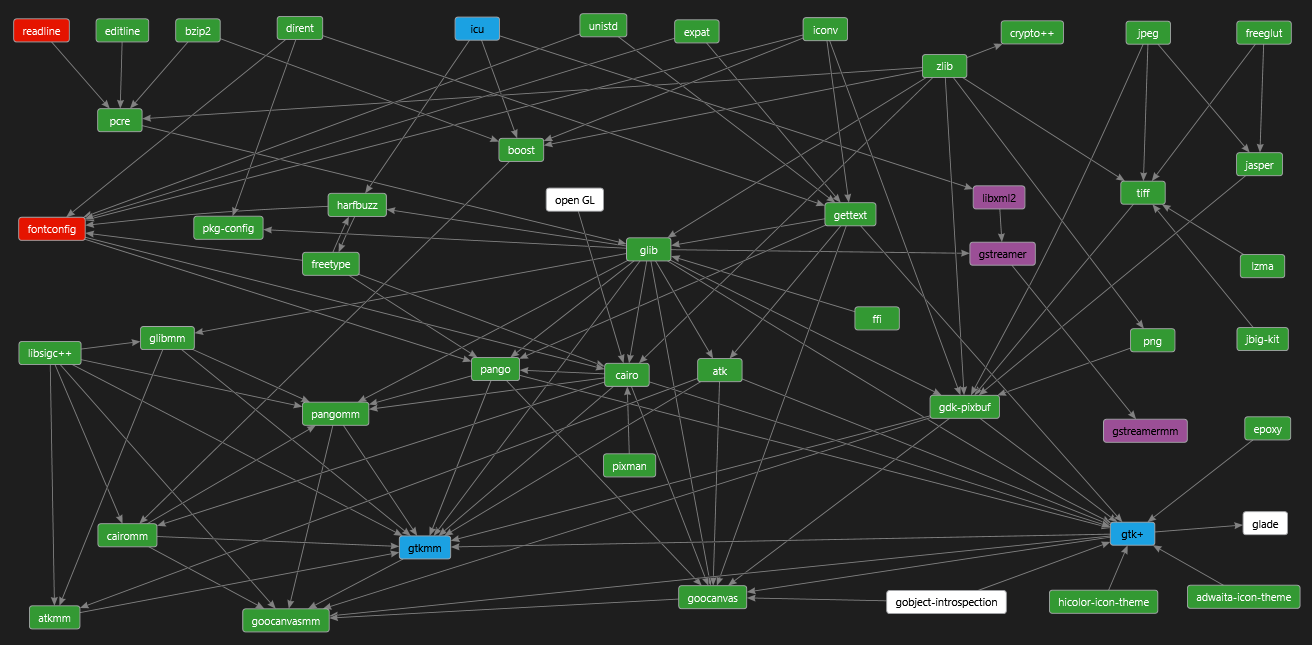 readline
editline
bzip2
dirent
icu
unistd
expat
iconv
crypto++
jpeg
freeglut
zlib
pcre
boost
jasper
open GL
libxml2
tiff
harfbuzz
gettext
fontconfig
pkg-config
glib
gstreamer
freetype
lzma
ffi
glibmm
libsigc++
png
jbig-kit
pango
cairo
atk
pangomm
gdk-pixbuf
gstreamermm
epoxy
pixman
cairomm
gtkmm
gtk+
glade
atkmm
goocanvasmm
goocanvas
gobject-introspection
hicolor-icon-theme
adwaita-icon-theme